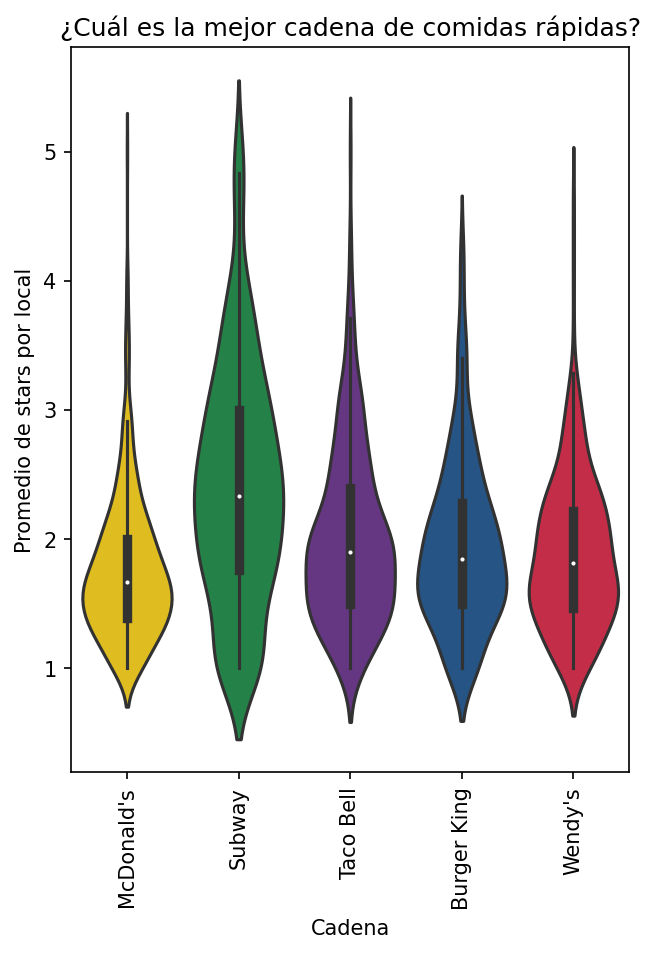 ¿Cuál es la mejor cadena de comidas rápidas?
Promedio de stars por local
5
4
3
2
1
McDonald's
Subway
Taco Bell
Burger King
Wendy's
Cadena